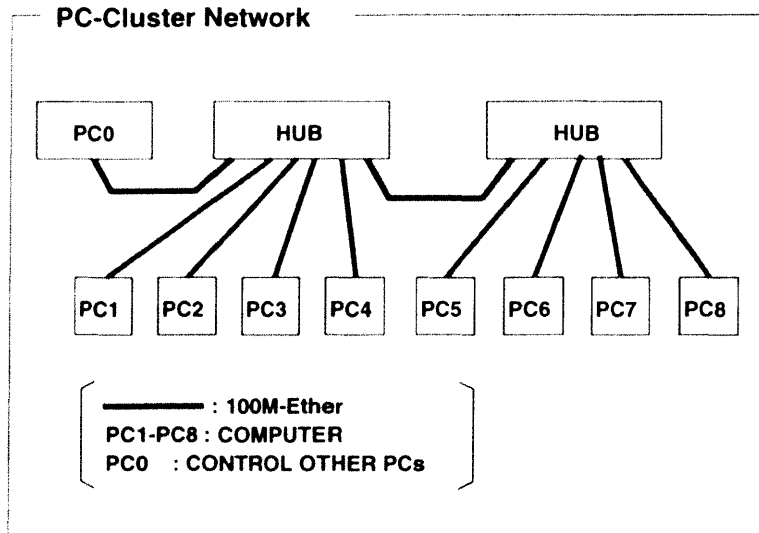 PC-Cluster Network
PC0
HUB
HUB
PC1
PC2
PC3
PC4
PC5
PC6
PC7
PC8
: 100M-Ether
PC1-PC8 : COMPUTER
PC0 : CONTROL OTHER PCs